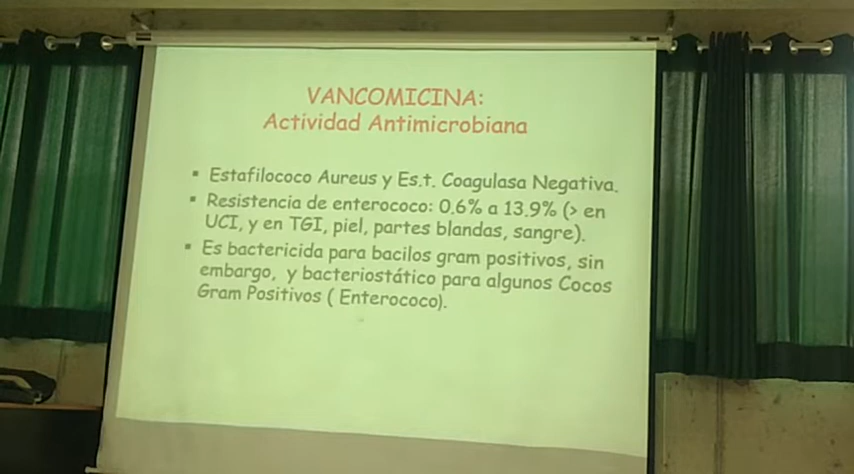 VANCOMICINA:
Actividad Antimicrobiana
▪ Estafilococo Aureus y Es.t. Coagulasa Negativa.
▪ Resistencia de enterococo: 0.6% a 13.9% (> en
UCI, y en TGI, piel, partes blandas, sangre).
▪ Es bactericida para bacilos gram positivos, sin
embargo, y bacteriostático para algunos Cocos
Gram Positivos ( Enterococo).